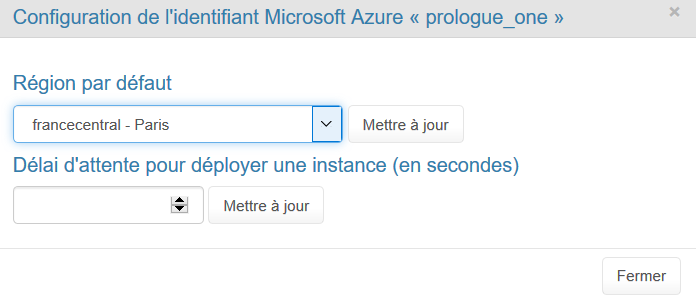 Configuration de l'identifiant Microsoft Azure « prologue_one » ×
Région par défaut
francecentral - Paris Mettre à jour
Délai d'attente pour déployer une instance (en secondes)
Mettre à jour
Fermer